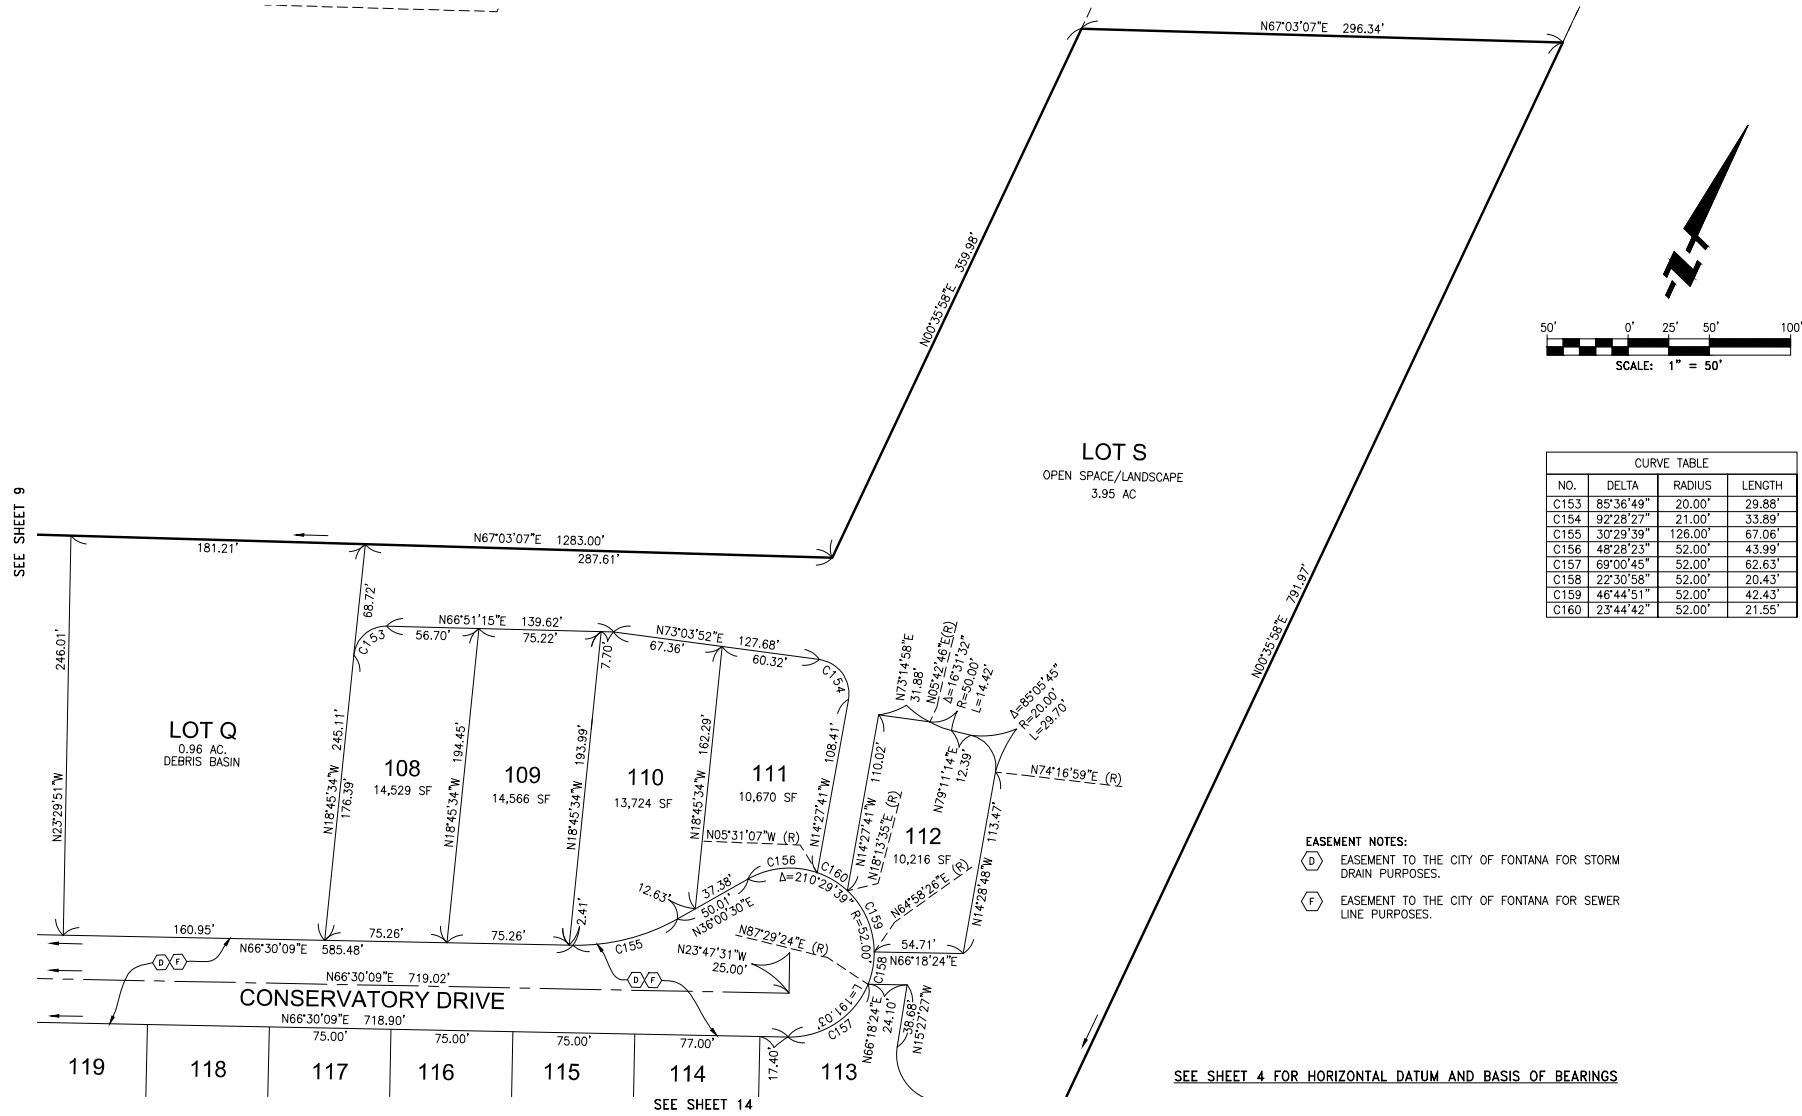 N67°03'07"E 296.34'
N00°35'58"E 359.98'
50' 0' 25' 50' 100'
SCALE: 1" = 50'
LOT S
OPEN SPACE/LANDSCAPE
3.95 AC
CURVE TABLE
NO. DELTA RADIUS LENGTH
C153 85°36'49" 20.00' 29.88'
C154 92°28'27" 21.00' 33.89'
C155 30°29'39" 126.00' 67.06'
C156 48°28'23" 52.00' 43.99'
C157 69°00'45" 52.00' 62.63'
C158 22°30'58" 52.00' 20.43'
C159 46°44'51" 52.00' 42.43'
C160 23°44'42" 52.00' 21.55'
SEE SHEET 9
N67°03'07"E 1283.00'
181.21'
287.61'
N00°35'58"E 791.97'
246.01'
N23°29'51"W
68.72'
C153
N66°51'15"E 139.62'
56.70'
75.22'
7.70'
N73°03'52"E 127.68'
67.36'
60.32'
C154
N73°14'58"E
31.88'
N05°42'46"E(R)
Δ=16°31'32"
R=50.00'
L=14.42'
Δ=85°05'45"
R=20.00'
L=29.70'
LOT Q
0.96 AC.
DEBRIS BASIN
N18°45'34"W 245.11'
176.39'
108
14,529 SF
N18°45'34"W 194.45'
109
14,566 SF
N18°45'34"W 193.99'
110
13,724 SF
N18°45'34"W 162.29'
111
10,670 SF
N14°27'41"W 108.41'
N14°27'41"W 110.02'
N18°13'35"E (R)
N79°11'14"E
12.39'
N74°16'59"E (R)
112
10,216 SF
113.47'
N14°28'48"W
N05°31'07"W (R)
C156
C160
Δ=210°29'39"
R=52.00'
L=191.03'
C159
N64°58'26"E (R)
12.63'
37.38'
50.01'
N36°00'30"E
2.41'
C155
N87°29'24"E (R)
N23°47'31"W
25.00'
54.71'
N66°18'24"E
C158
C157
N66°18'24"E
24.10'
38.68'
N15°27'27"W
160.95'
75.26'
75.26'
N66°30'09"E 585.48'
D F
D F
N66°30'09"E 719.02'
CONSERVATORY DRIVE
N66°30'09"E 718.90'
75.00'
75.00'
75.00'
77.00'
17.40'
119
118
117
116
115
114
113
EASEMENT NOTES:
D EASEMENT TO THE CITY OF FONTANA FOR STORM
DRAIN PURPOSES.
F EASEMENT TO THE CITY OF FONTANA FOR SEWER
LINE PURPOSES.
SEE SHEET 4 FOR HORIZONTAL DATUM AND BASIS OF BEARINGS
SEE SHEET 14
N